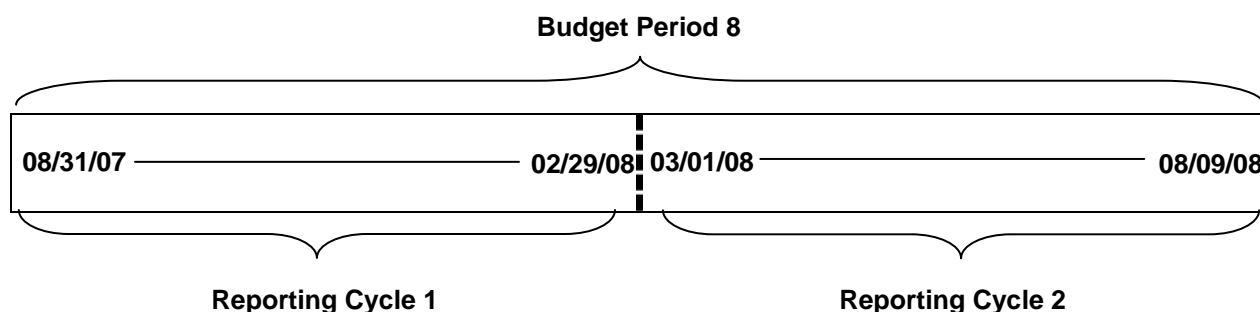 Budget Period 8
08/31/07 02/29/08 03/01/08 08/09/08
Reporting Cycle 1 Reporting Cycle 2